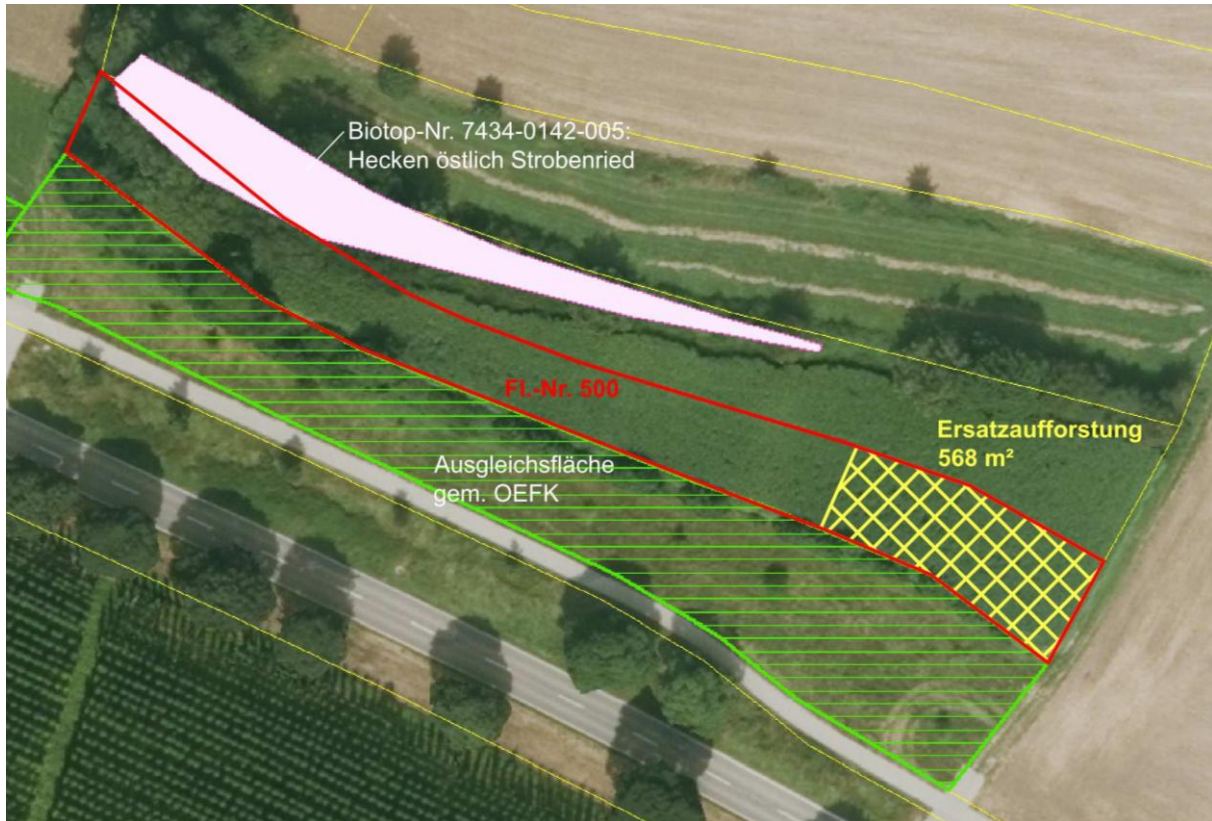 Biotop-Nr. 7434-0142-005:
Hecken östlich Strobenried
Fl.-Nr. 500
Ersatzaufforstung
568 m²
Ausgleichsfläche
gem. OEFK